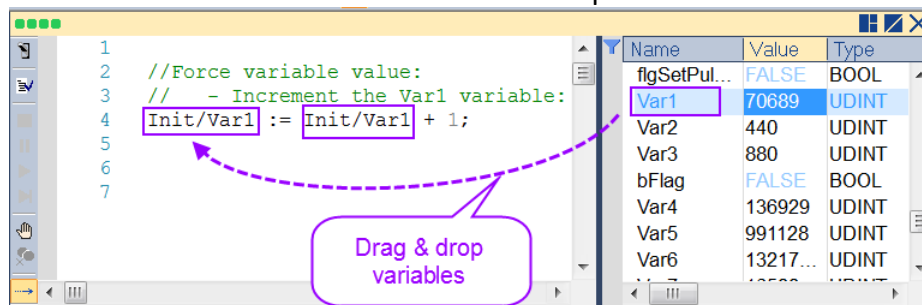 1
2 //Force variable value:
3 // - Increment the Var1 variable:
4 Init/Var1 := Init/Var1 + 1;
5
6
7
Drag & drop
variables
Name Value Type
flgSetPul... FALSE BOOL
Var1 70689 UDINT
Var2 440 UDINT
Var3 880 UDINT
bFlag FALSE BOOL
Var4 136929 UDINT
Var5 991128 UDINT
Var6 13217... UDINT